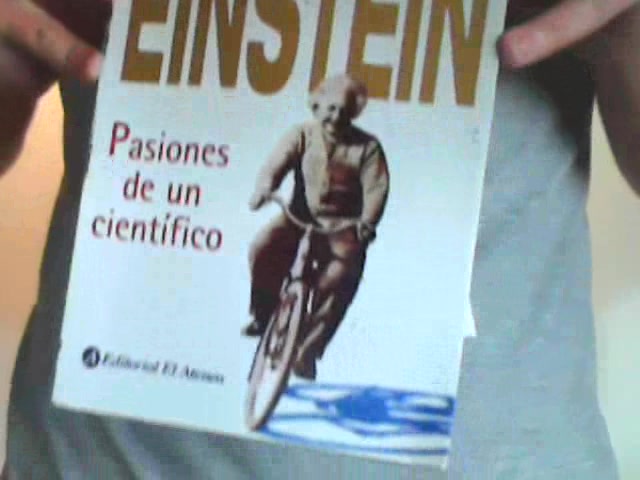 EINSTEIN
Pasiones
de un
científico
Editorial El Ateneo